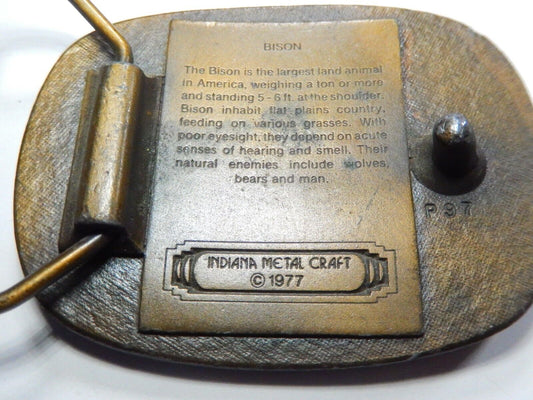 BISON
The Bison is the largest land animal
in America, weighing a ton or more
and standing 5 - 6 ft. at the shoulder.
Bison inhabit flat plains country,
feeding on various grasses. With
poor eyesight, they depend on acute
senses of hearing and smell. Their
natural enemies include wolves,
bears and man.
P 97
INDIANA METAL CRAFT
© 1977